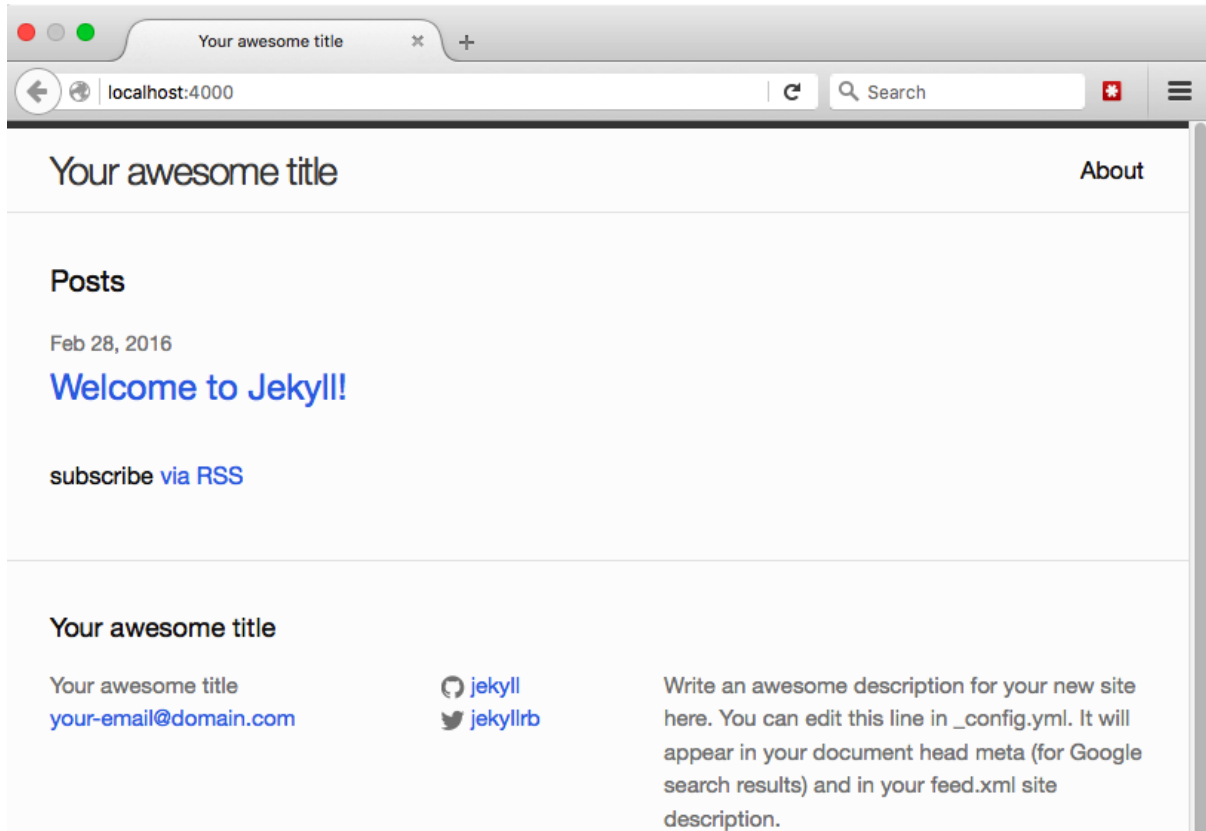 Your awesome title
localhost:4000
Search
Your awesome title
About
Posts
Feb 28, 2016
Welcome to Jekyll!
subscribe via RSS
Your awesome title
Your awesome title
your-email@domain.com
jekyll
jekyllrb
Write an awesome description for your new site
here. You can edit this line in _config.yml. It will
appear in your document head meta (for Google
search results) and in your feed.xml site
description.